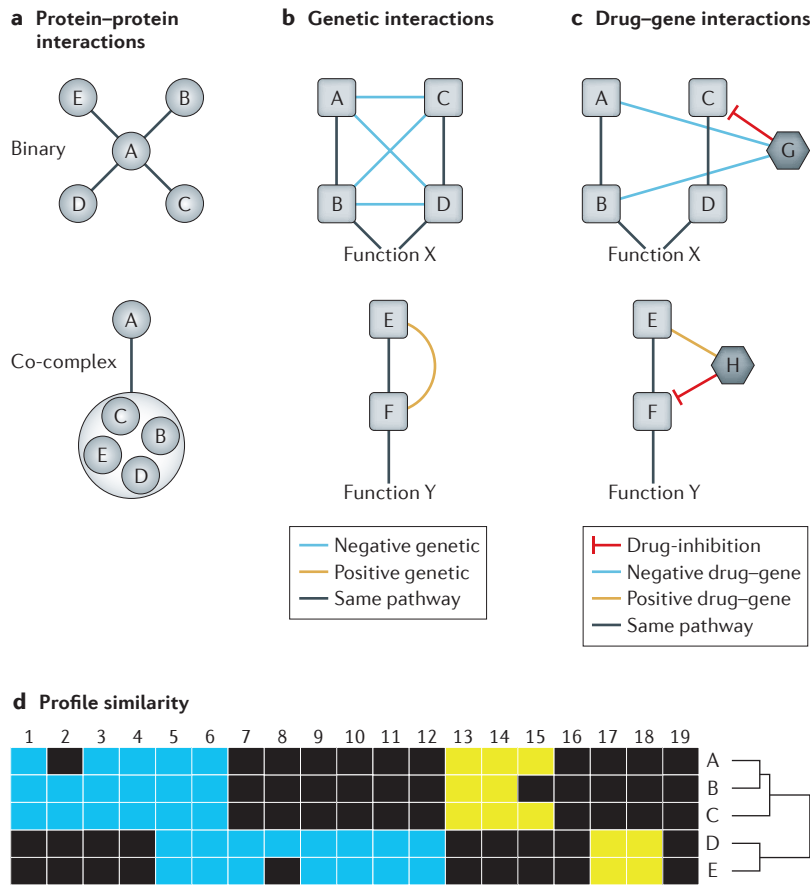 a Protein–protein interactions
E B
Binary A
D C
A
Co-complex
C
B
E
D
b Genetic interactions
A C
B D
Function X
E
F
Function Y
Negative genetic
Positive genetic
Same pathway
c Drug–gene interactions
A C
G
B D
Function X
E
H
F
Function Y
Drug-inhibition
Negative drug–gene
Positive drug–gene
Same pathway
d Profile similarity
1 2 3 4 5 6 7 8 9 10 11 12 13 14 15 16 17 18 19
A
B
C
D
E